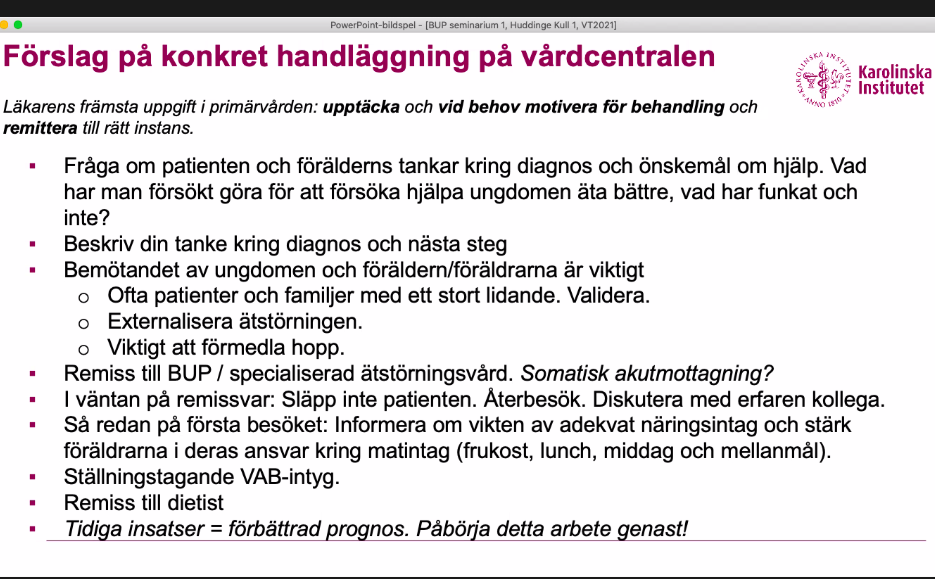 PowerPoint-bildspel - [BUP seminarium 1, Huddinge Kull 1, VT2021]
Förslag på konkret handläggning på vårdcentralen
KAROLINSKA INSTITUTET
ANNO 1810
Karolinska
Institutet
Läkarens främsta uppgift i primärvården: upptäcka och vid behov motivera för behandling och
remittera till rätt instans.
▪ Fråga om patienten och förälderns tankar kring diagnos och önskemål om hjälp. Vad
har man försökt göra för att försöka hjälpa ungdomen äta bättre, vad har funkat och
inte?
▪ Beskriv din tanke kring diagnos och nästa steg
▪ Bemötandet av ungdomen och föräldern/föräldrarna är viktigt
o Ofta patienter och familjer med ett stort lidande. Validera.
o Externalisera ätstörningen.
o Viktigt att förmedla hopp.
▪ Remiss till BUP / specialiserad ätstörningsvård. Somatisk akutmottagning?
▪ I väntan på remissvar: Släpp inte patienten. Återbesök. Diskutera med erfaren kollega.
▪ Så redan på första besöket: Informera om vikten av adekvat näringsintag och stärk
föräldrarna i deras ansvar kring matintag (frukost, lunch, middag och mellanmål).
▪ Ställningstagande VAB-intyg.
▪ Remiss till dietist
▪ Tidiga insatser = förbättrad prognos. Påbörja detta arbete genast!